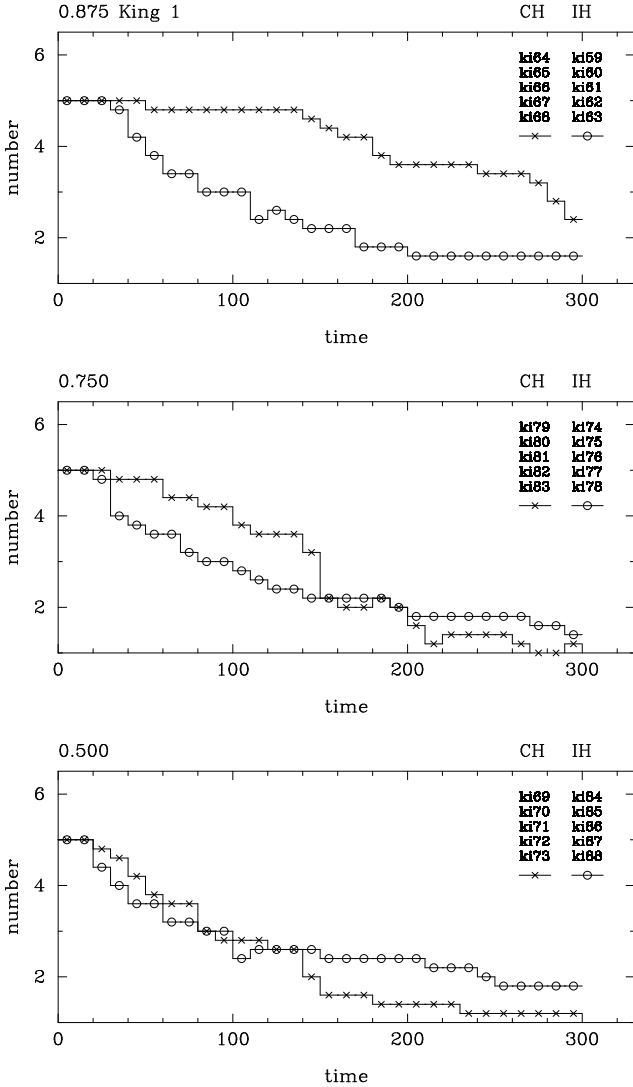 0.875 King 1 CH IH
6
ki64 ki59
ki65 ki60
ki66 ki61
ki67 ki62
ki68 ki63
4
number
2
0 100 200 300
time
0.750 CH IH
6
ki79 ki74
ki80 ki75
ki81 ki76
ki82 ki77
ki83 ki78
4
number
2
0 100 200 300
time
0.500 CH IH
6
ki69 ki84
ki70 ki85
ki71 ki86
ki72 ki87
ki73 ki88
4
number
2
0 100 200 300
time